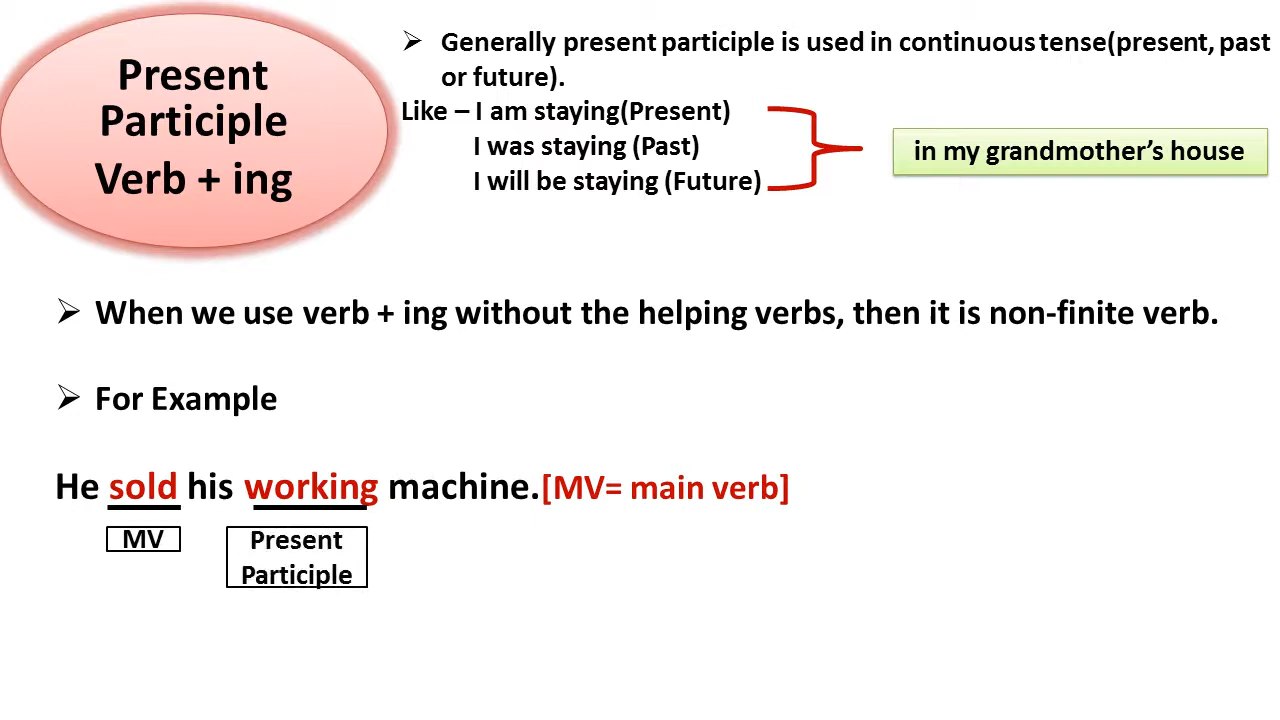 Present
Participle
Verb + ing
➢ Generally present participle is used in continuous tense(present, past
or future).
Like – I am staying(Present)
I was staying (Past)
I will be staying (Future)
in my grandmother’s house
➢ When we use verb + ing without the helping verbs, then it is non-finite verb.
➢ For Example
He sold his working machine.[MV= main verb]
MV
Present
Participle